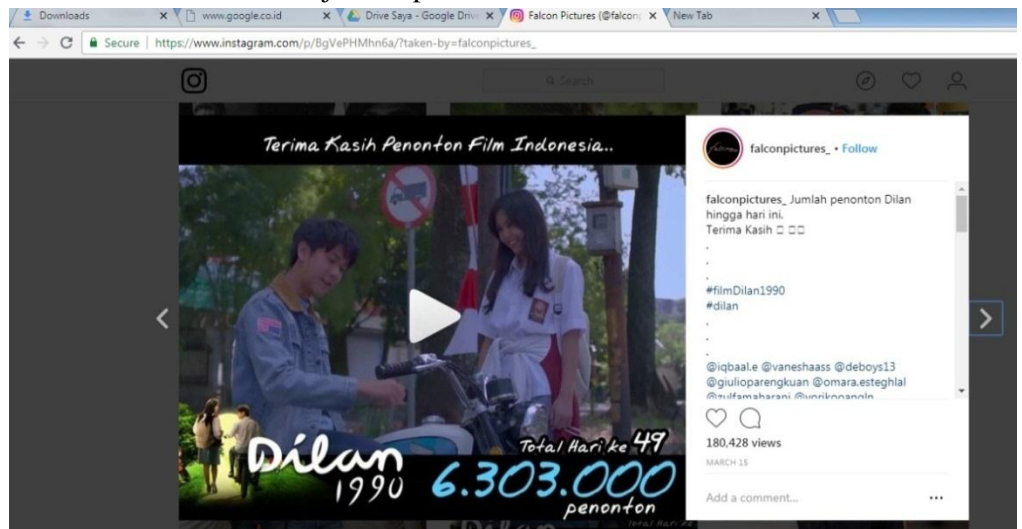 Downloads
www.google.co.id
Drive Saya - Google Drive
Falcon Pictures (@falconp
New Tab
Secure
https://www.instagram.com/p/BgVePHMhn6a/?taken-by=falconpictures_
Search
Terima Kasih Penonton Film Indonesia..
Dilan
1990
Total Hari ke 49
6.303.000
penonton
falconpictures_ • Follow
falconpictures_ Jumlah penonton Dilan
hingga hari ini.
Terima Kasih
.
.
.
#filmDilan1990
#dilan
.
.
.
@iqbaal.e @vaneshaass @deboys13
@giulioparengkuan @omara.esteghlal
@zulfamaharani
180,428 views
MARCH 15
Add a comment...